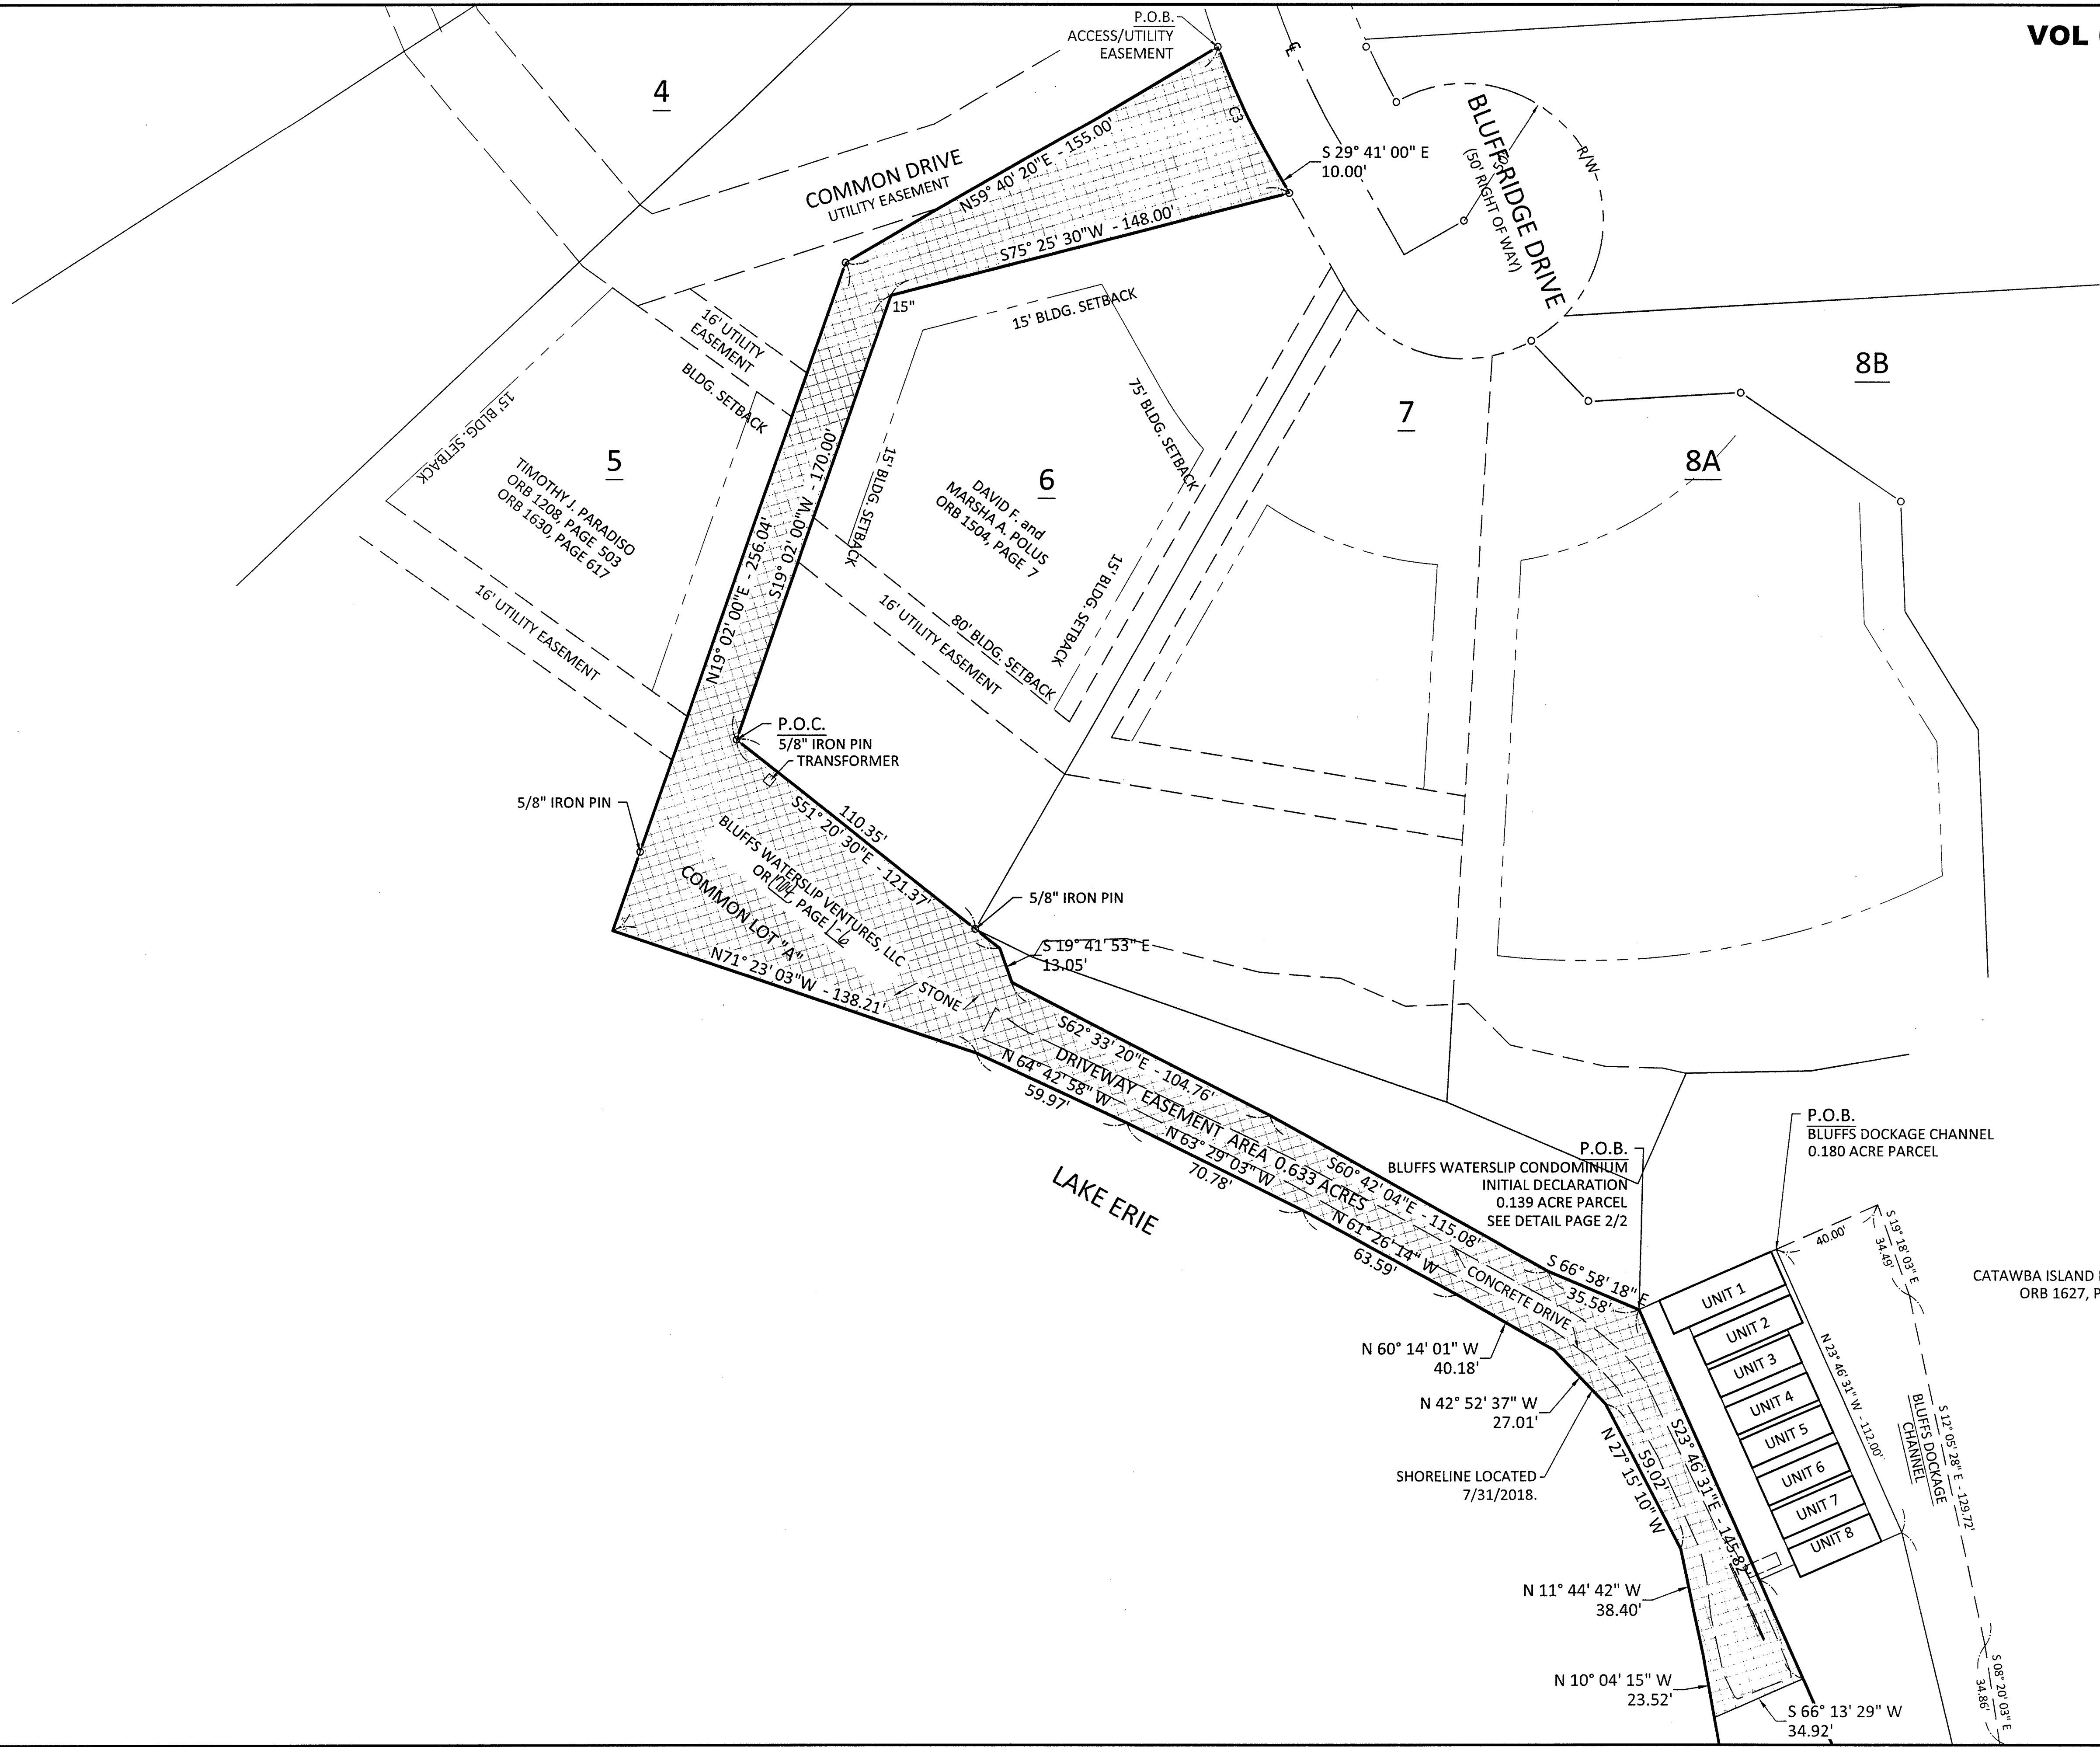 VOL
P.O.B.
ACCESS/UTILITY
EASEMENT
4
C3
BLUFF RIDGE DRIVE
(50' RIGHT OF WAY)
R/W
S 29° 41' 00" E
10.00'
COMMON DRIVE
UTILITY EASEMENT
N59° 40' 20"E - 155.00'
S75° 25' 30"W - 148.00'
15"
15' BLDG. SETBACK
16' UTILITY
EASEMENT
BLDG. SETBACK
15' BLDG.
SETBACK
75' BLDG. SETBACK
8B
7
8A
5
TIMOTHY J. PARADISO
ORB 1208, PAGE 503
ORB 1630, PAGE 617
6
DAVID F. and
MARSHA A. POLUS
ORB 1504, PAGE 7
15' BLDG.
SETBACK
N19° 02' 00"E - 256.04'
S19° 02' 00"W - 170.00'
15' BLDG.
SETBACK
16' UTILITY EASEMENT
80' BLDG. SETBACK
16' UTILITY EASEMENT
P.O.C.
5/8" IRON PIN
TRANSFORMER
5/8" IRON PIN
110.35'
S51° 20' 30"E - 121.37'
BLUFFS WATERSLIP VENTURES, LLC
OR PAGE
COMMON LOT "A"
N71° 23' 03"W - 138.21'
5/8" IRON PIN
S 19° 41' 53" E
13.05'
STONE
S62° 33' 20"E - 104.76'
DRIVEWAY EASEMENT AREA 0.633 ACRES
N 64° 42' 58" W
59.97'
N 63° 29' 03" W
70.78'
LAKE ERIE
S60° 42' 04"E - 115.08'
N 61° 26' 14" W
63.59'
P.O.B.
BLUFFS WATERSLIP CONDOMINIUM
INITIAL DECLARATION
0.139 ACRE PARCEL
SEE DETAIL PAGE 2/2
P.O.B.
BLUFFS DOCKAGE CHANNEL
0.180 ACRE PARCEL
S 66° 58' 18" E
35.58'
CONCRETE DRIVE
40.00'
S 19° 18' 03" E
34.49'
CATAWBA ISLAND
ORB 1627, P
UNIT 1
UNIT 2
UNIT 3
UNIT 4
UNIT 5
UNIT 6
UNIT 7
UNIT 8
N 23° 46' 31" W - 112.00'
BLUFFS DOCKAGE
CHANNEL
S 12° 05' 28" E - 129.72'
N 60° 14' 01" W
40.18'
N 42° 52' 37" W
27.01'
SHORELINE LOCATED
7/31/2018.
N 27° 15' 10" W
59.02'
S23° 46' 31"E - 145.82'
N 11° 44' 42" W
38.40'
N 10° 04' 15" W
23.52'
S 66° 13' 29" W
34.92'
S 08° 20' 03" E
34.86'